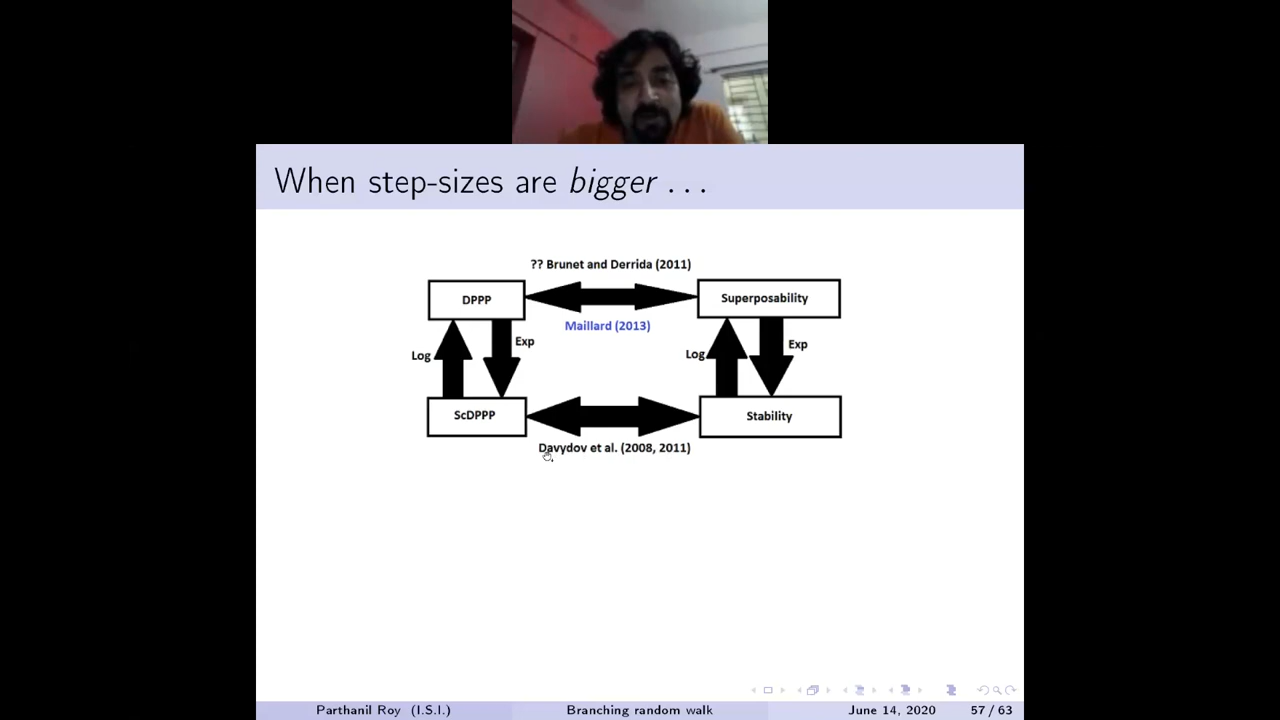 When step-sizes are bigger . . .
?? Brunet and Derrida (2011)
DPPP
Superposability
Maillard (2013)
Log
Exp
Log
Exp
ScDPPP
Stability
Davydov et al. (2008, 2011)
Parthanil Roy (I.S.I.)
Branching random walk
June 14, 2020
57 / 63